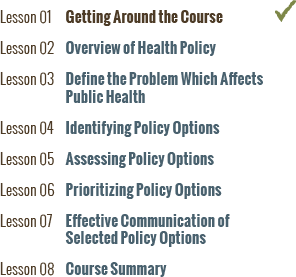 Lesson 01 Getting Around the Course
Lesson 02 Overview of Health Policy
Lesson 03 Define the Problem Which Affects
Public Health
Lesson 04 Identifying Policy Options
Lesson 05 Assessing Policy Options
Lesson 06 Prioritizing Policy Options
Lesson 07 Effective Communication of
Selected Policy Options
Lesson 08 Course Summary